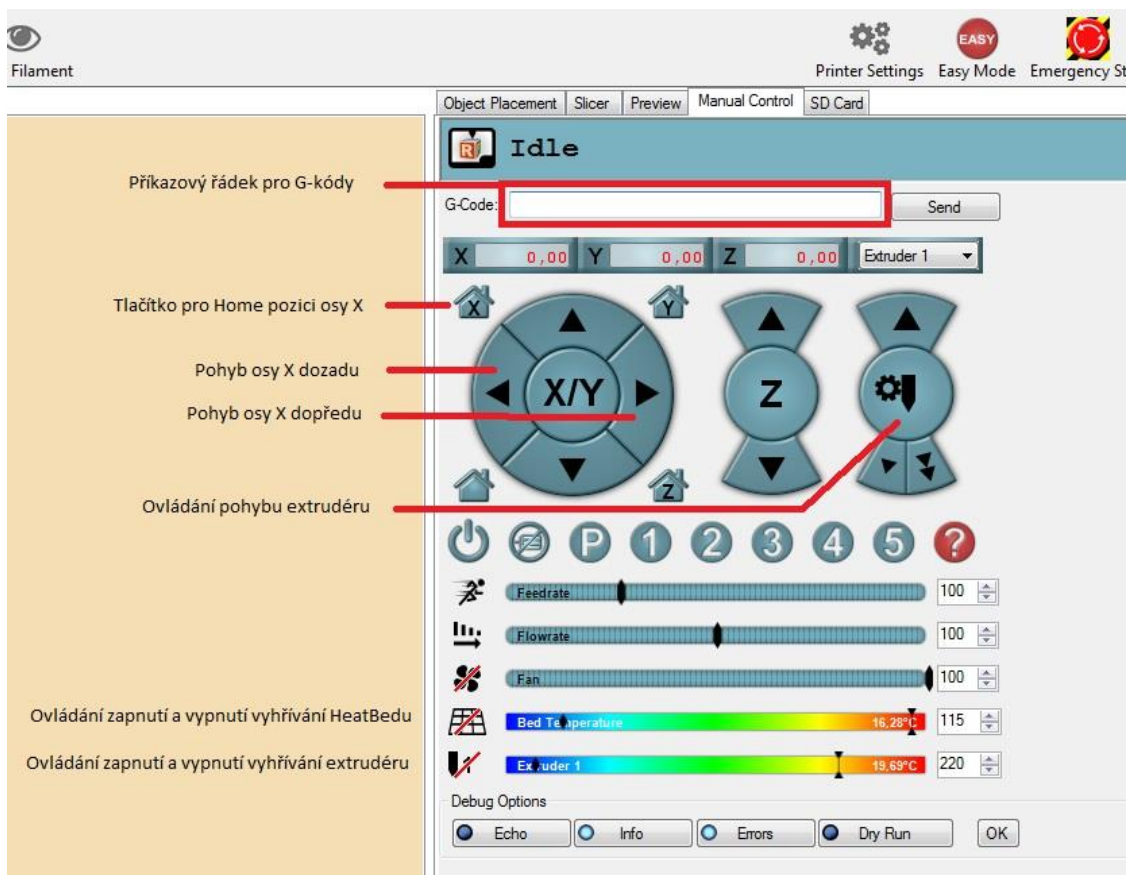 Filament
Printer Settings Easy Mode Emergency St
EASY
Object Placement Slicer Preview Manual Control SD Card
R
Idle
Příkazový řádek pro G-kódy
G-Code:
Send
X 0,00 Y 0,00 Z 0,00 Extruder 1
Tlačítko pro Home pozici osy X
X
Y
Pohyb osy X dozadu
X/Y
Z
Pohyb osy X dopředu
Z
Ovládání pohybu extrudéru
P 1 2 3 4 5 ?
Feedrate 100
Flowrate 100
Fan 100
Ovládání zapnutí a vypnutí vyhřívání HeatBedu
Bed Temperature 16,28°C 115
Ovládání zapnutí a vypnutí vyhřívání extrudéru
1 Extruder 1 19,69°C 220
Debug Options
Echo Info Errors Dry Run OK